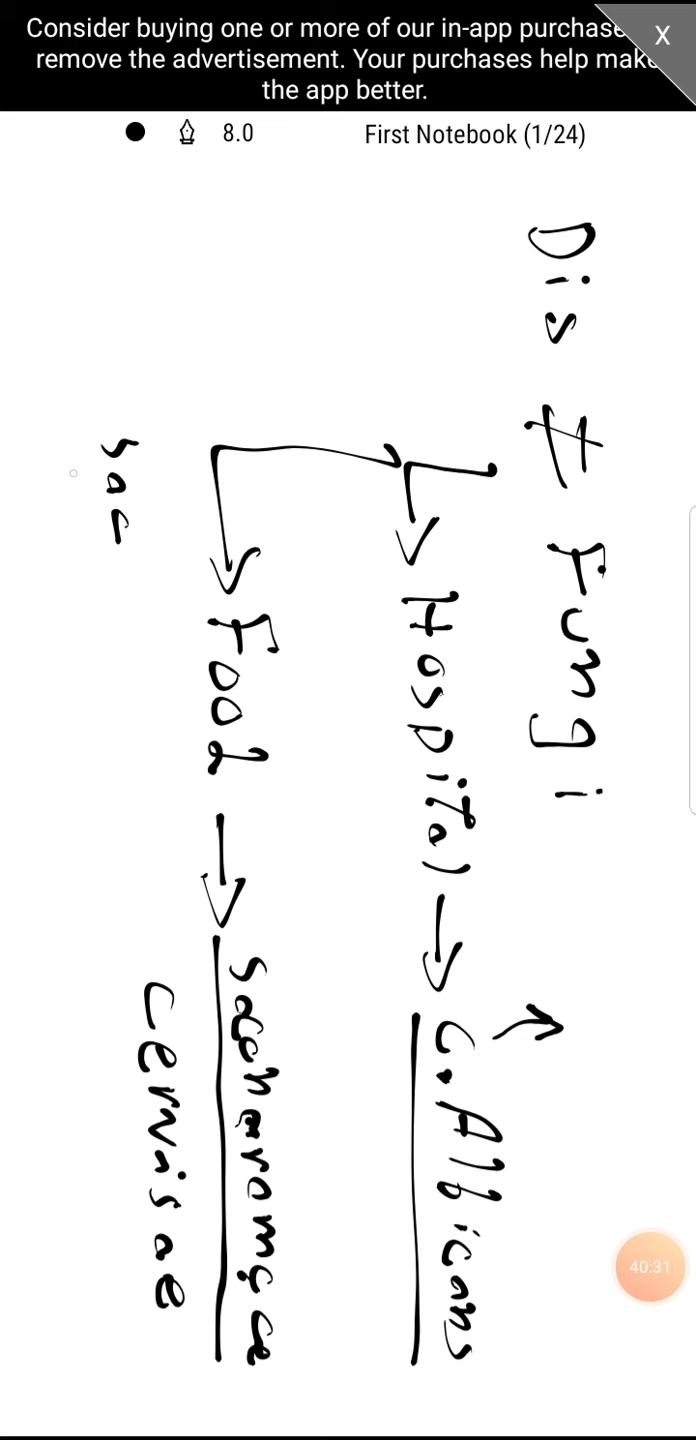 Consider buying one or more of our in-app purchase
remove the advertisement. Your purchases help make
the app better.
X
8.0
First Notebook (1/24)
Dis ≠ Fungi
↑
→ Hospital → C. Albicans
→ Food → Saccharomyce
cervisae
sac
40:31